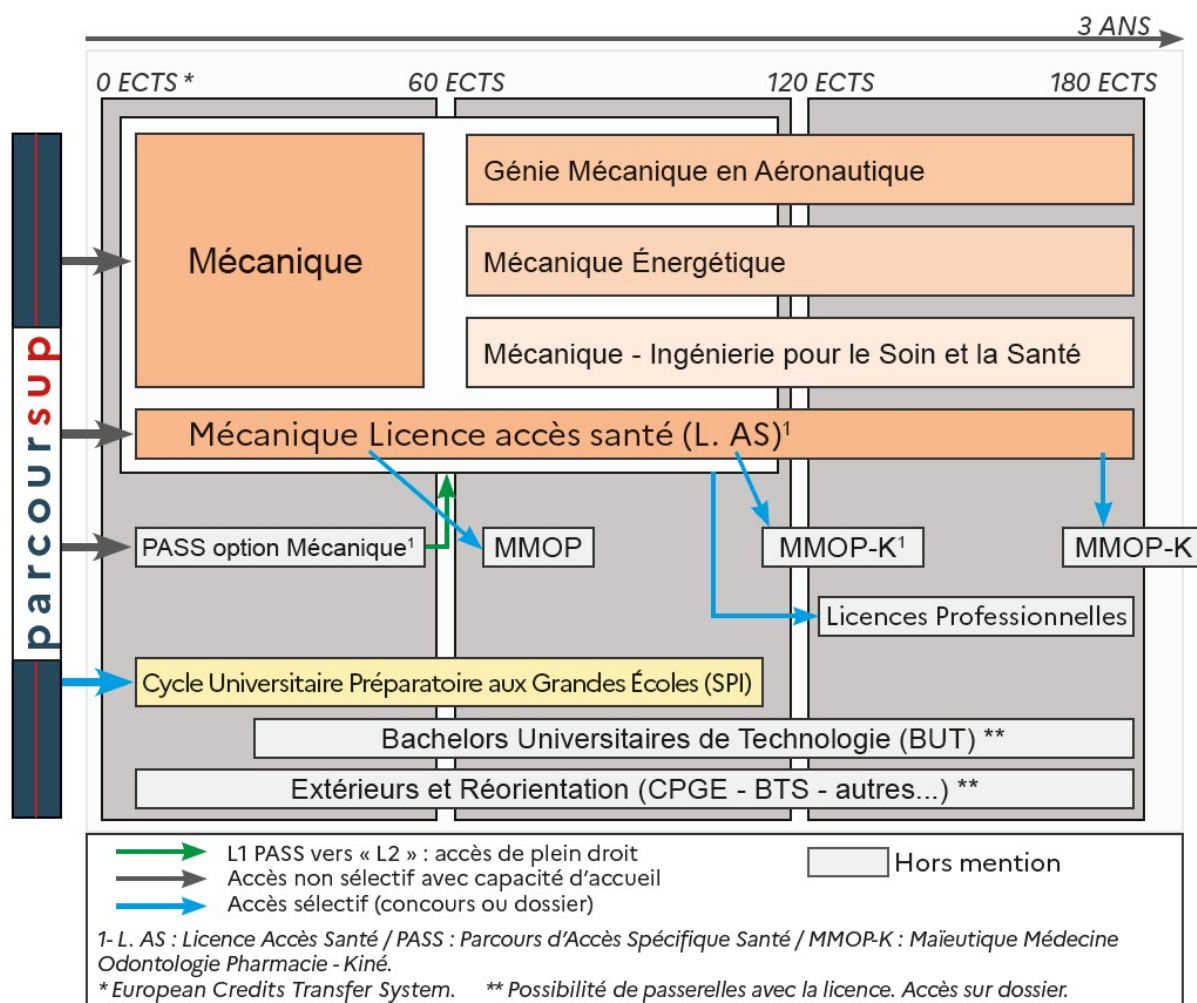 3 ANS
0 ECTS *
60 ECTS
120 ECTS
180 ECTS
parcoursup
Mécanique
Génie Mécanique en Aéronautique
Mécanique Énergétique
Mécanique - Ingénierie pour le Soin et la Santé
Mécanique Licence accès santé (L. AS)¹
PASS option Mécanique¹
MMOP
MMOP-K¹
MMOP-K
Licences Professionnelles
Cycle Universitaire Préparatoire aux Grandes Écoles (SPI)
Bachelors Universitaires de Technologie (BUT) **
Extérieurs et Réorientation (CPGE - BTS - autres...) **
L1 PASS vers « L2 » : accès de plein droit
Accès non sélectif avec capacité d'accueil
Accès sélectif (concours ou dossier)
Hors mention
1- L. AS : Licence Accès Santé / PASS : Parcours d'Accès Spécifique Santé / MMOP-K : Maïeutique Médecine
Odontologie Pharmacie - Kiné.
* European Credits Transfer System. ** Possibilité de passerelles avec la licence. Accès sur dossier.